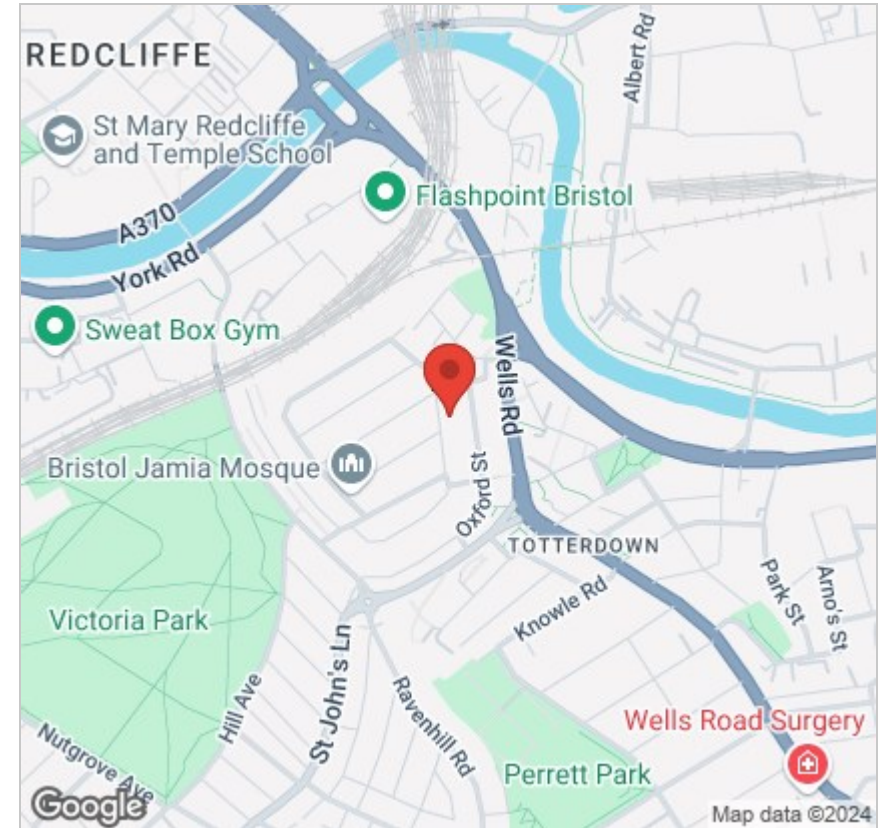 REDCLIFFE
Albert Rd
St Mary Redcliffe
and Temple School
Flashpoint Bristol
A370
York Rd
Sweat Box Gym
Wells Rd
Bristol Jamia Mosque
Oxford St
TOTTERDOWN
Knowle Rd
Park St
Arno's St
Victoria Park
St John's Ln
Hill Ave
Ravenhill Rd
Nutgrove Ave
Wells Road Surgery
Perrett Park
Google
Map data ©2024